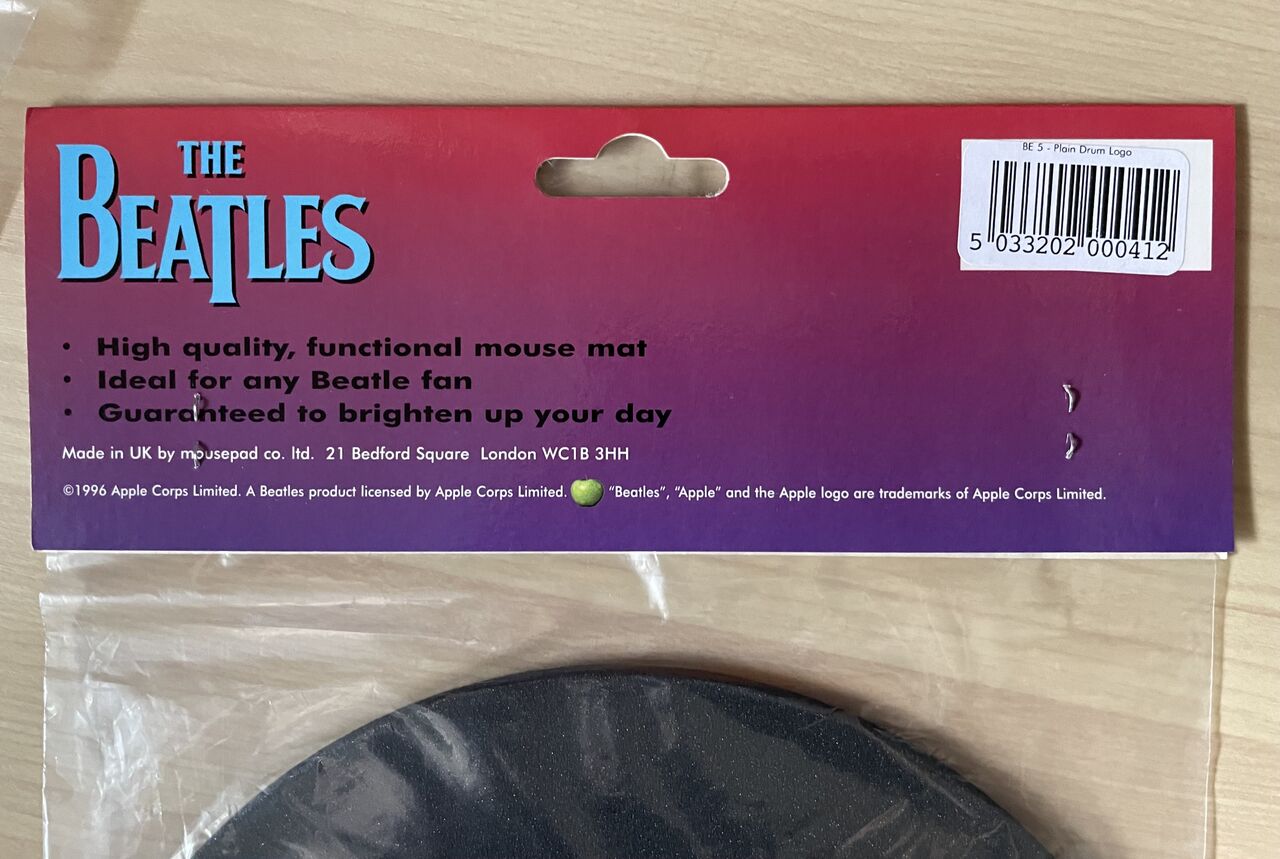 THE
BEATLES
BE 5 - Plain Drum Logo
5 033202 000412
• High quality, functional mouse mat
• Ideal for any Beatle fan
• Guaranteed to brighten up your day
Made in UK by mousepad co. ltd. 21 Bedford Square London WC1B 3HH
©1996 Apple Corps Limited. A Beatles product licensed by Apple Corps Limited. "Beatles", "Apple" and the Apple logo are trademarks of Apple Corps Limited.